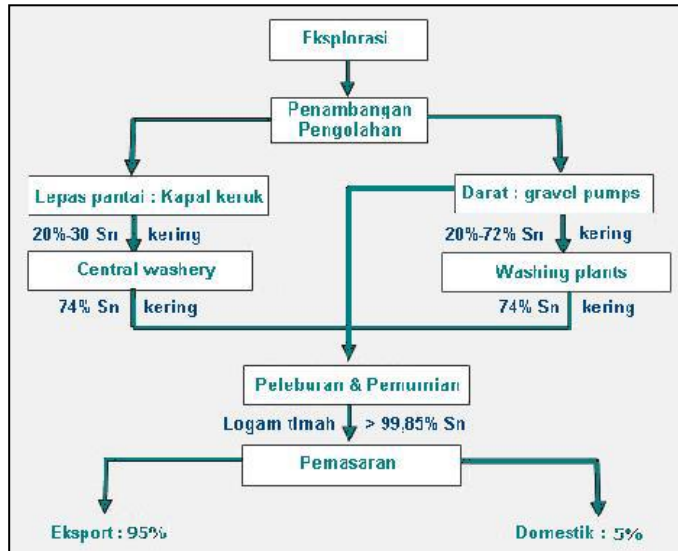 Eksplorasi
Penambangan
Pengolahan
Lepas pantai : Kapal keruk
Darat : gravel pumps
20%-30 Sn kering
20%-72% Sn kering
Central washery
Washing plants
74% Sn kering
74% Sn kering
Peleburan & Pemurnian
Logam timah > 99,85% Sn
Pemasaran
Eksport : 95%
Domestik : 5%